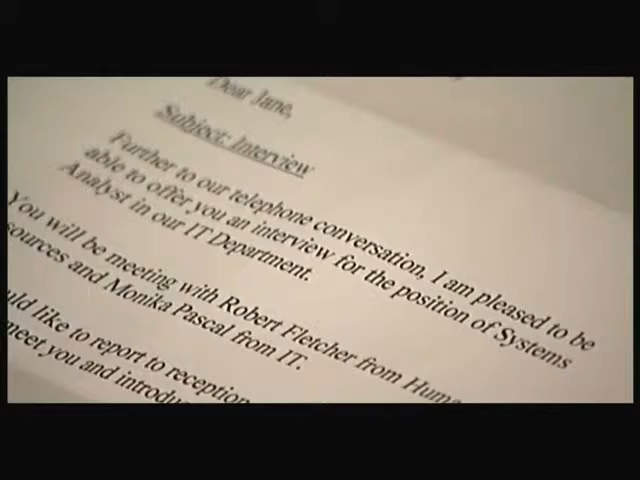 Dear Jane,
Subject: Interview
Further to our telephone conversation, I am pleased to be
able to offer you an interview for the position of Systems
Analyst in our IT Department.
You will be meeting with Robert Fletcher from Huma
sources and Monika Pascal from IT.
uld like to report to reception
meet you and introdu